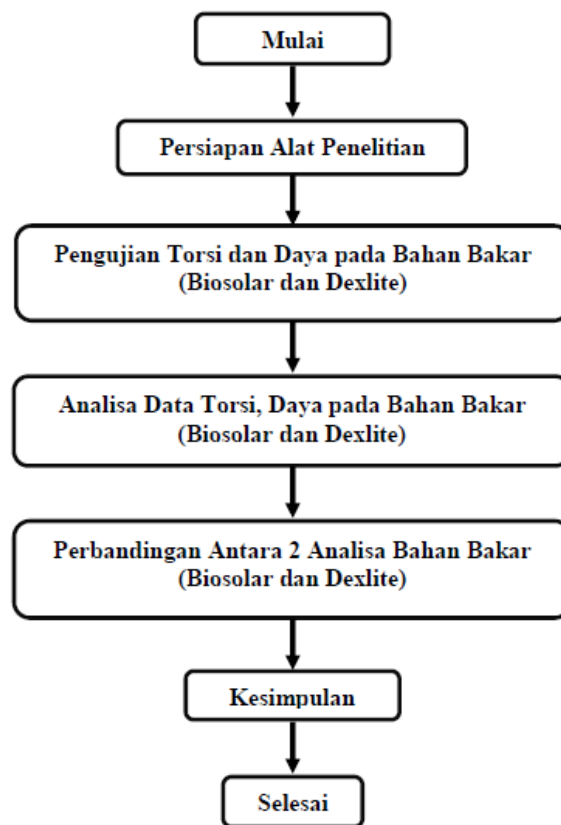 Mulai
Persiapan Alat Penelitian
Pengujian Torsi dan Daya pada Bahan Bakar
(Biosolar dan Dexlite)
Analisa Data Torsi, Daya pada Bahan Bakar
(Biosolar dan Dexlite)
Perbandingan Antara 2 Analisa Bahan Bakar
(Biosolar dan Dexlite)
Kesimpulan
Selesai